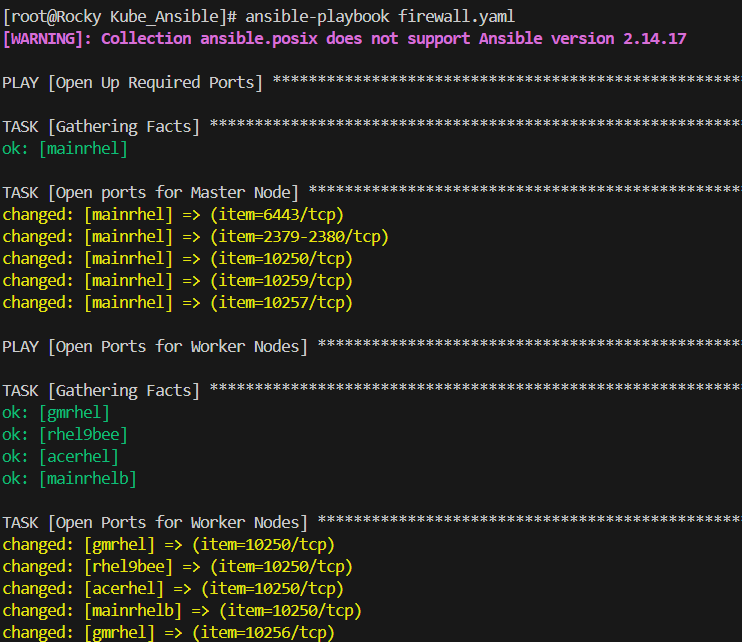 [root@Rocky Kube_Ansible]# ansible-playbook firewall.yaml
[WARNING]: Collection ansible.posix does not support Ansible version 2.14.17
PLAY [Open Up Required Ports] ****************************************************
TASK [Gathering Facts] ***********************************************************
ok: [mainrhel]
TASK [Open ports for Master Node] ************************************************
changed: [mainrhel] => (item=6443/tcp)
changed: [mainrhel] => (item=2379-2380/tcp)
changed: [mainrhel] => (item=10250/tcp)
changed: [mainrhel] => (item=10259/tcp)
changed: [mainrhel] => (item=10257/tcp)
PLAY [Open Ports for Worker Nodes] ***********************************************
TASK [Gathering Facts] ***********************************************************
ok: [gmrhel]
ok: [rhel9bee]
ok: [acerhel]
ok: [mainrhelb]
TASK [Open Ports for Worker Nodes] ***********************************************
changed: [gmrhel] => (item=10250/tcp)
changed: [rhel9bee] => (item=10250/tcp)
changed: [acerhel] => (item=10250/tcp)
changed: [mainrhelb] => (item=10250/tcp)
changed: [gmrhel] => (item=10256/tcp)